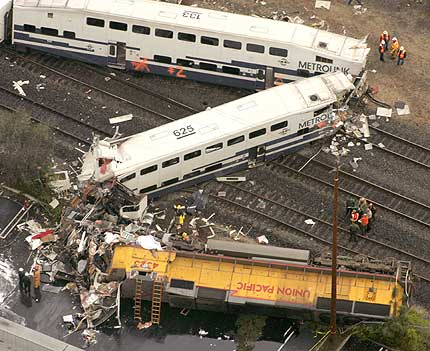 133
METROLINK
625
METROLINK
UNION PACIFIC